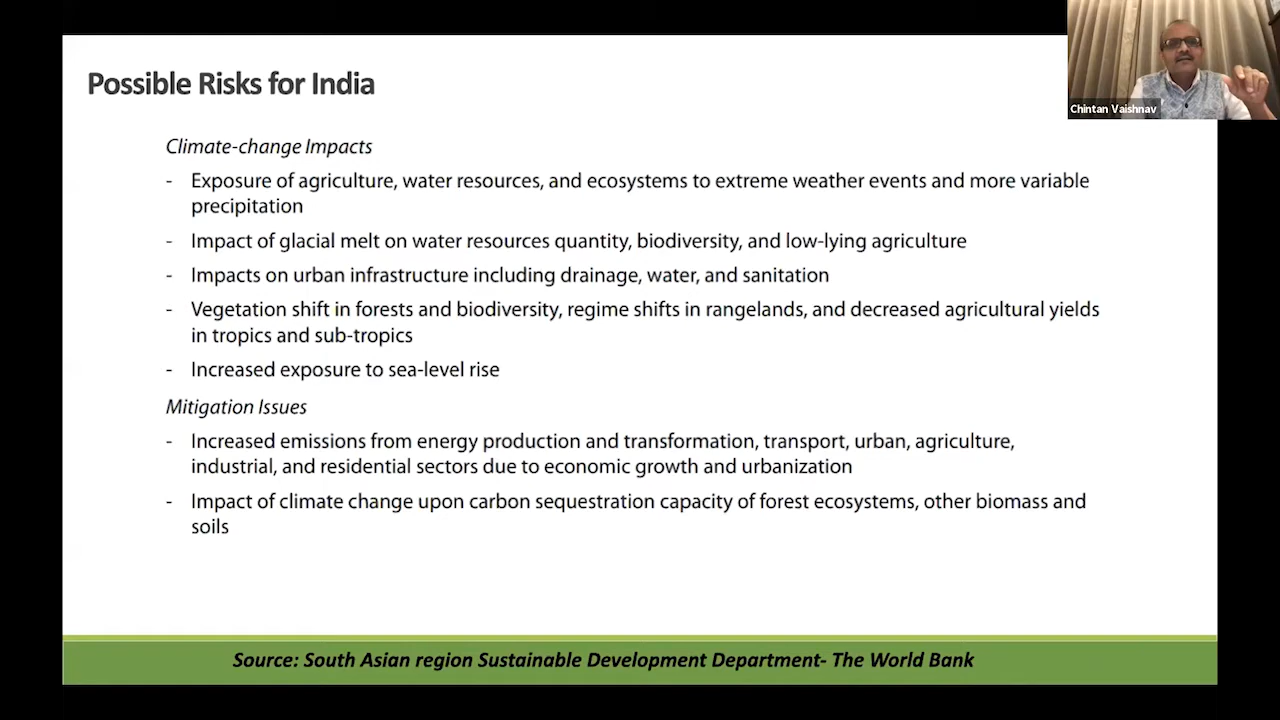 Possible Risks for India
Chintan Vaishnav
Climate-change Impacts
- Exposure of agriculture, water resources, and ecosystems to extreme weather events and more variable
precipitation
- Impact of glacial melt on water resources quantity, biodiversity, and low-lying agriculture
- Impacts on urban infrastructure including drainage, water, and sanitation
- Vegetation shift in forests and biodiversity, regime shifts in rangelands, and decreased agricultural yields
in tropics and sub-tropics
- Increased exposure to sea-level rise
Mitigation Issues
- Increased emissions from energy production and transformation, transport, urban, agriculture,
industrial, and residential sectors due to economic growth and urbanization
- Impact of climate change upon carbon sequestration capacity of forest ecosystems, other biomass and
soils
Source: South Asian region Sustainable Development Department- The World Bank